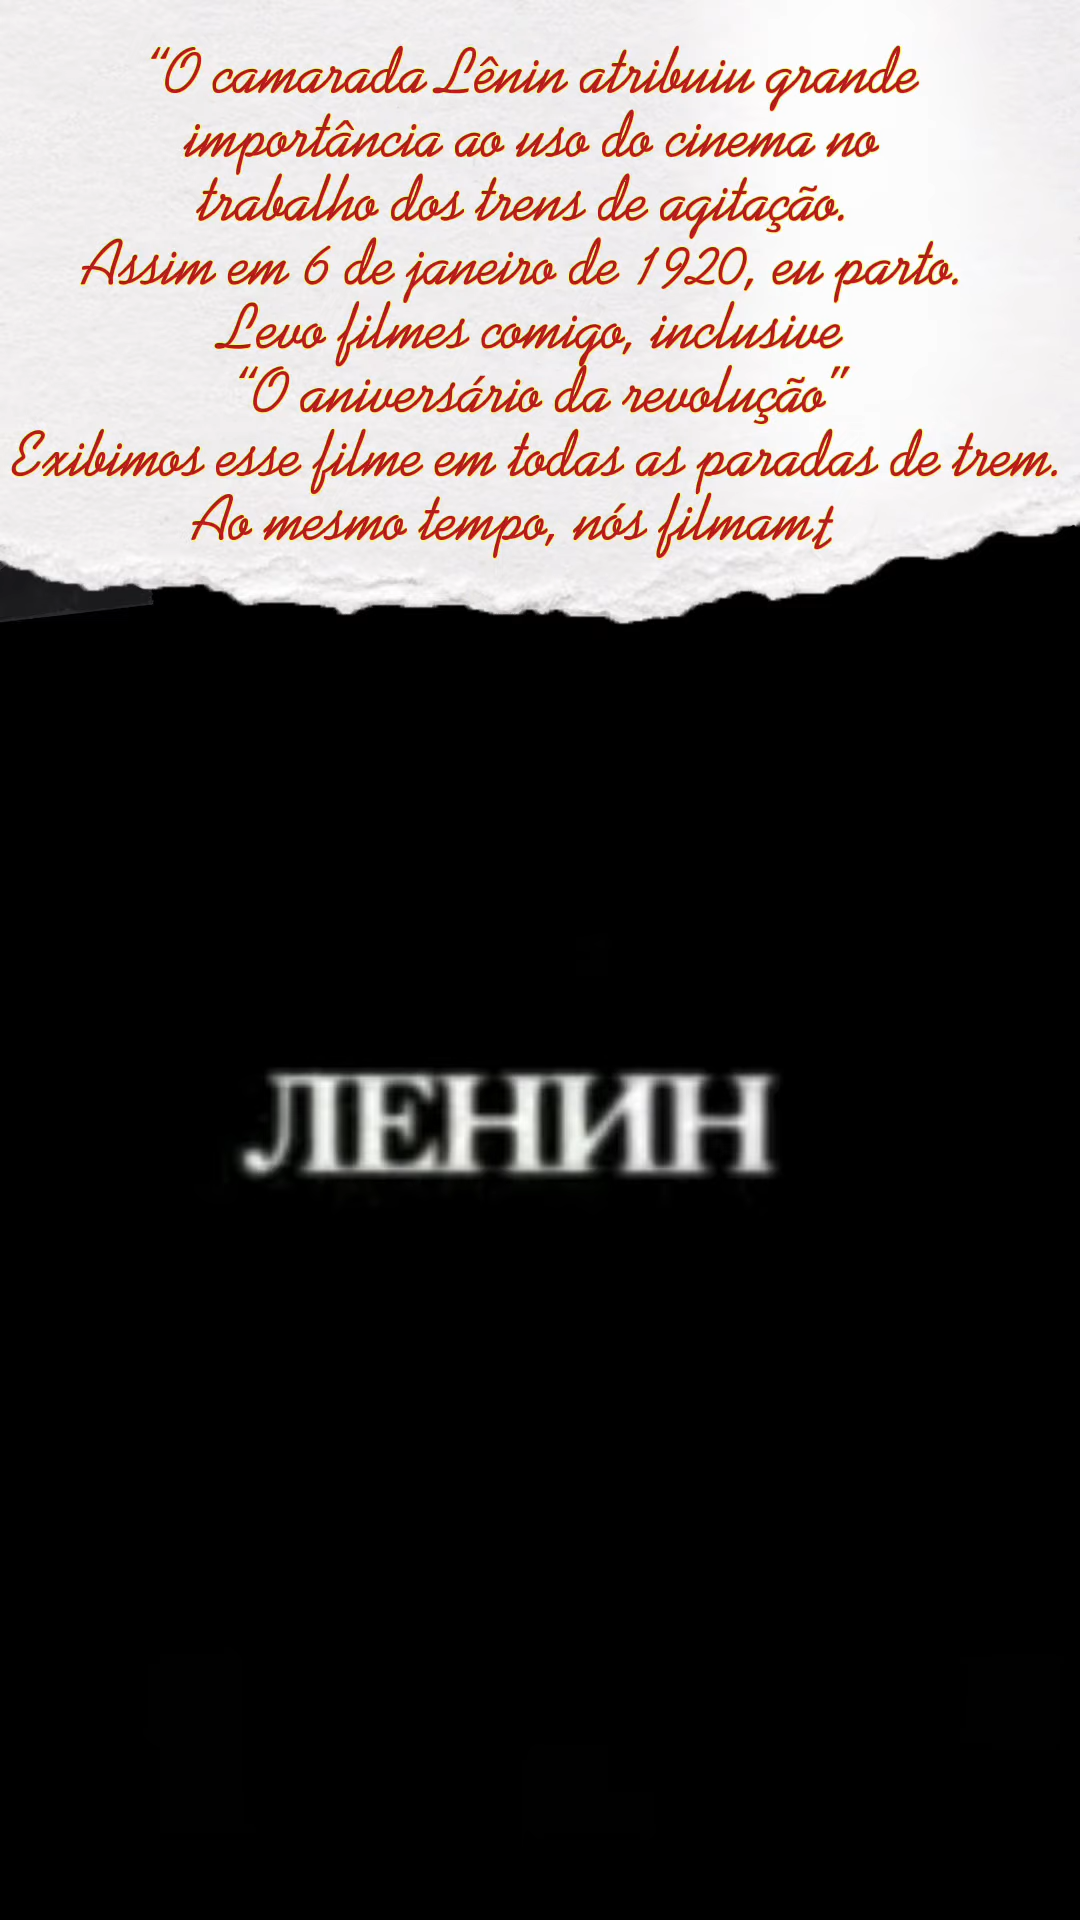 “O camarada Lênin atribuiu grande
importância ao uso do cinema no
trabalho dos trens de agitação.
Assim em 6 de janeiro de 1920, eu parto.
Levo filmes comigo, inclusive
“O aniversário da revolução”
Exibimos esse filme em todas as paradas de trem.
Ao mesmo tempo, nós filmamt
ЛЕНИН